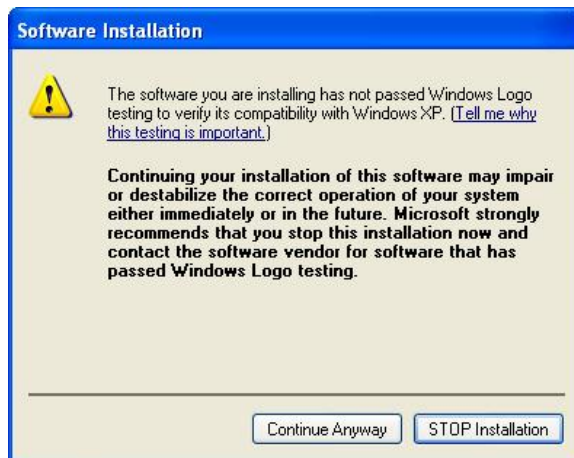 Software Installation
The software you are installing has not passed Windows Logo
testing to verify its compatibility with Windows XP. (Tell me why
this testing is important.)
Continuing your installation of this software may impair
or destabilize the correct operation of your system
either immediately or in the future. Microsoft strongly
recommends that you stop this installation now and
contact the software vendor for software that has
passed Windows Logo testing.
Continue Anyway
STOP Installation